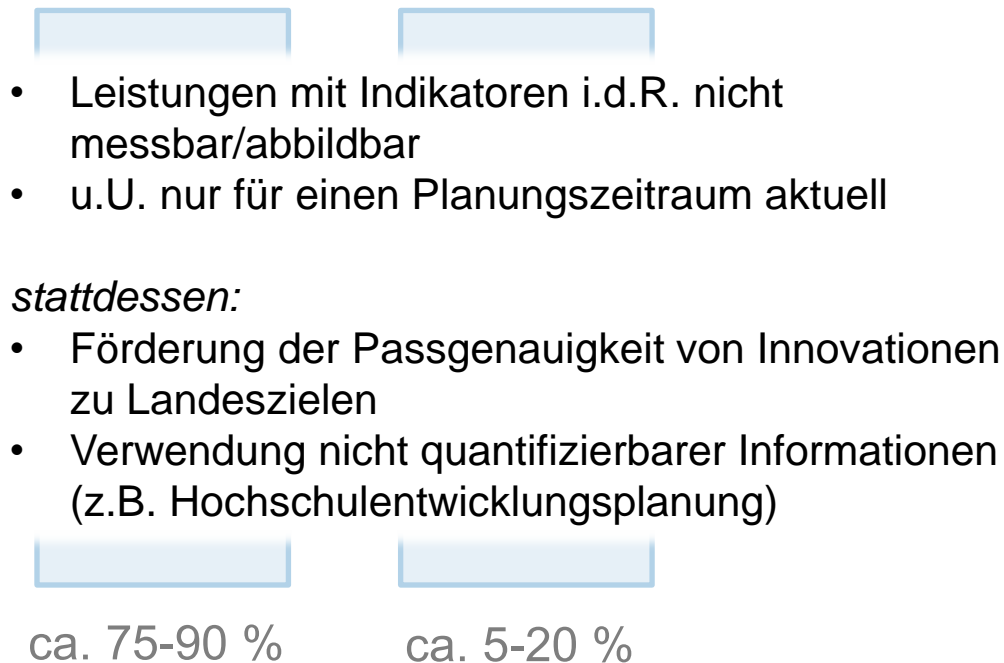 • Leistungen mit Indikatoren i.d.R. nicht
messbar/abbildbar
• u.U. nur für einen Planungszeitraum aktuell
stattdessen:
• Förderung der Passgenauigkeit von Innovationen
zu Landeszielen
• Verwendung nicht quantifizierbarer Informationen
(z.B. Hochschulentwicklungsplanung)
ca. 75-90 % ca. 5-20 %